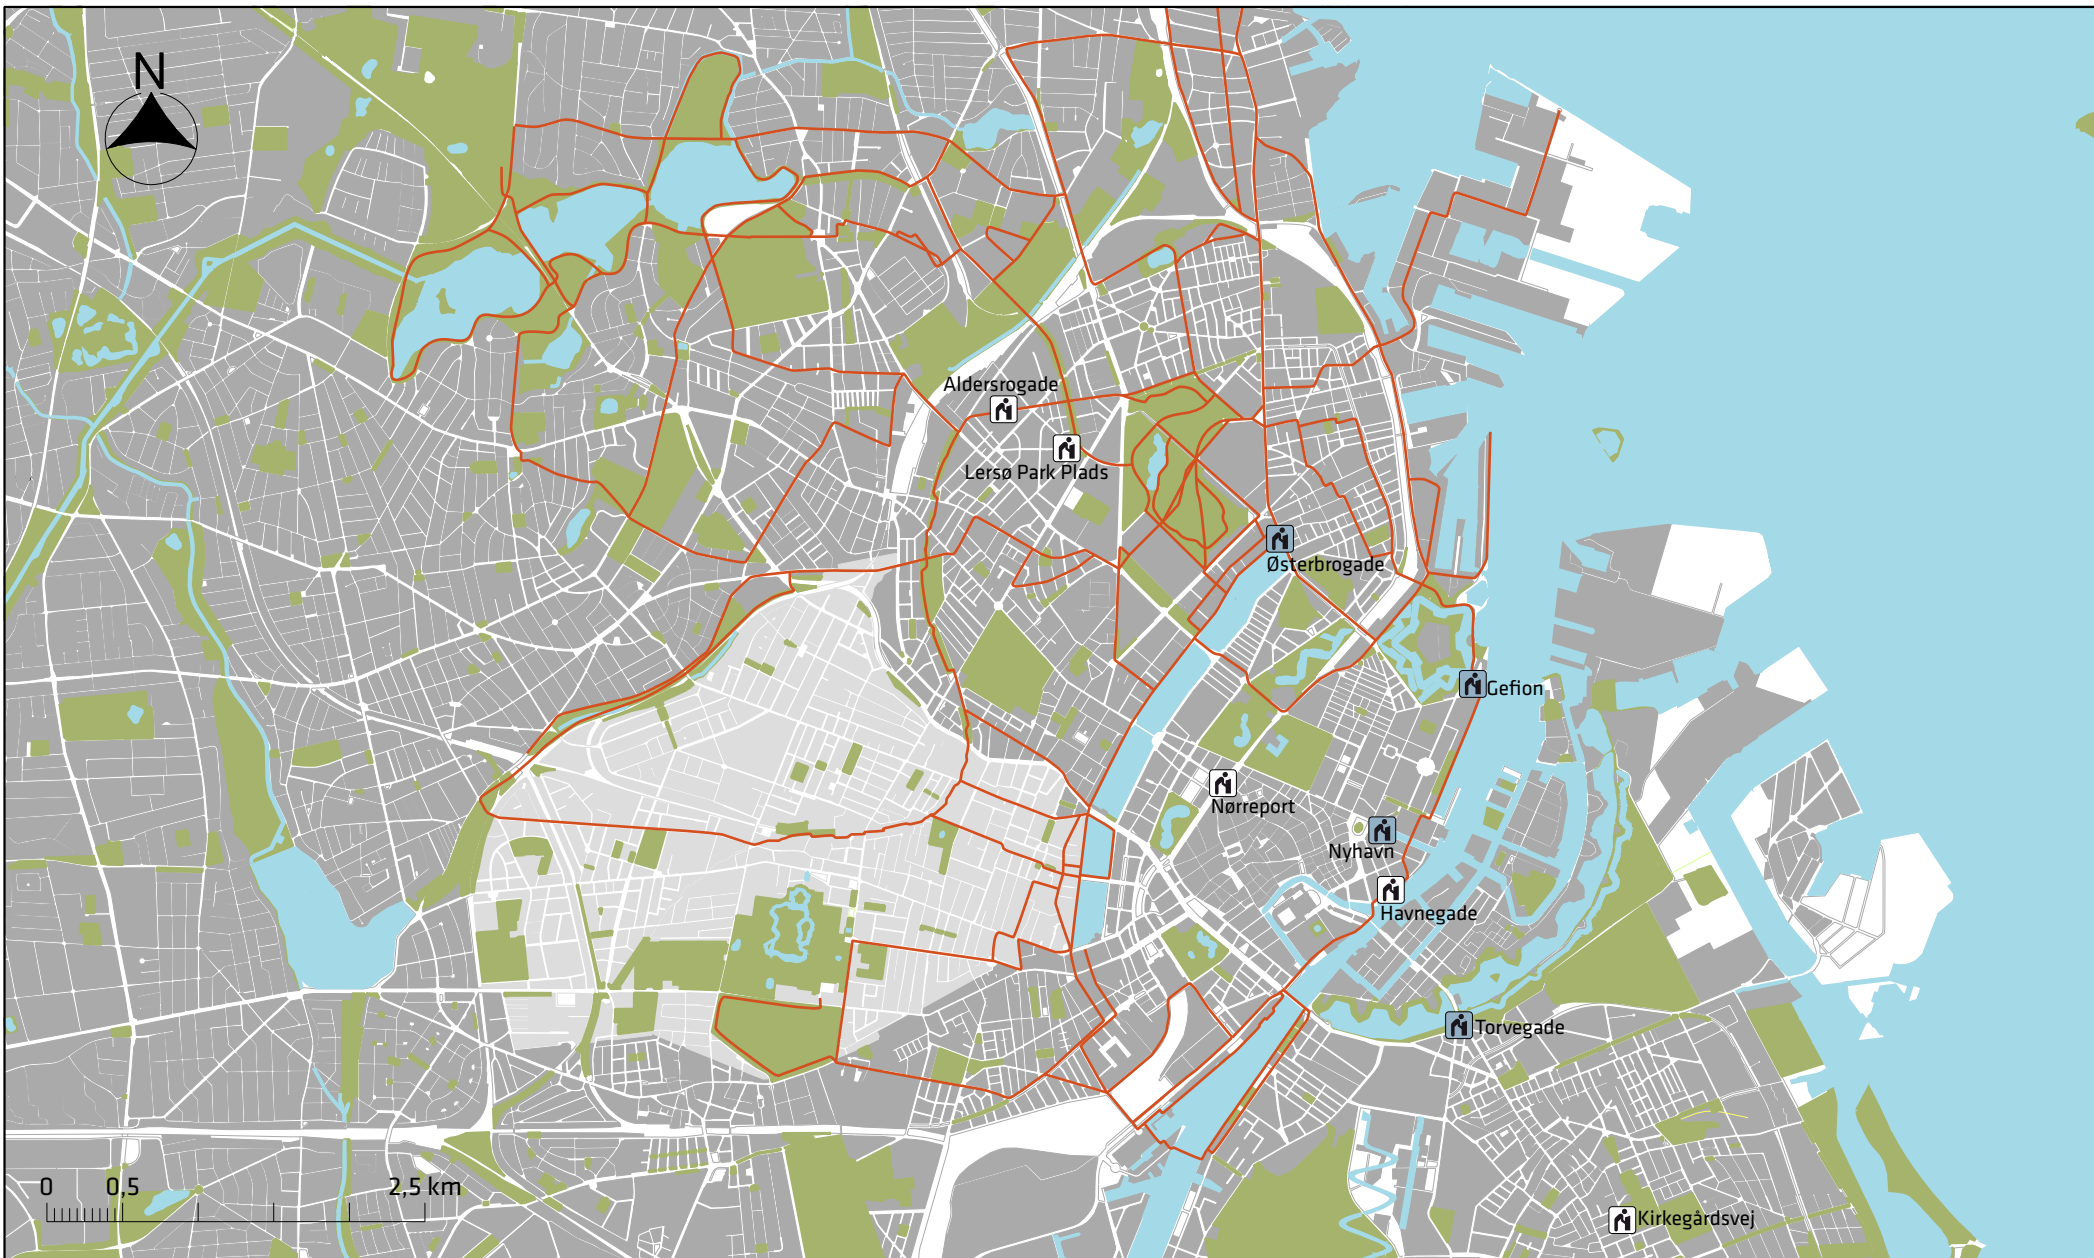 N
Aldersrogade
Lersø Park Plads
Østerbrogade
Gefion
Nørreport
Nyhavn
Havnegade
Torvegade
0 0,5 2,5 km
Kirkegårdsvej